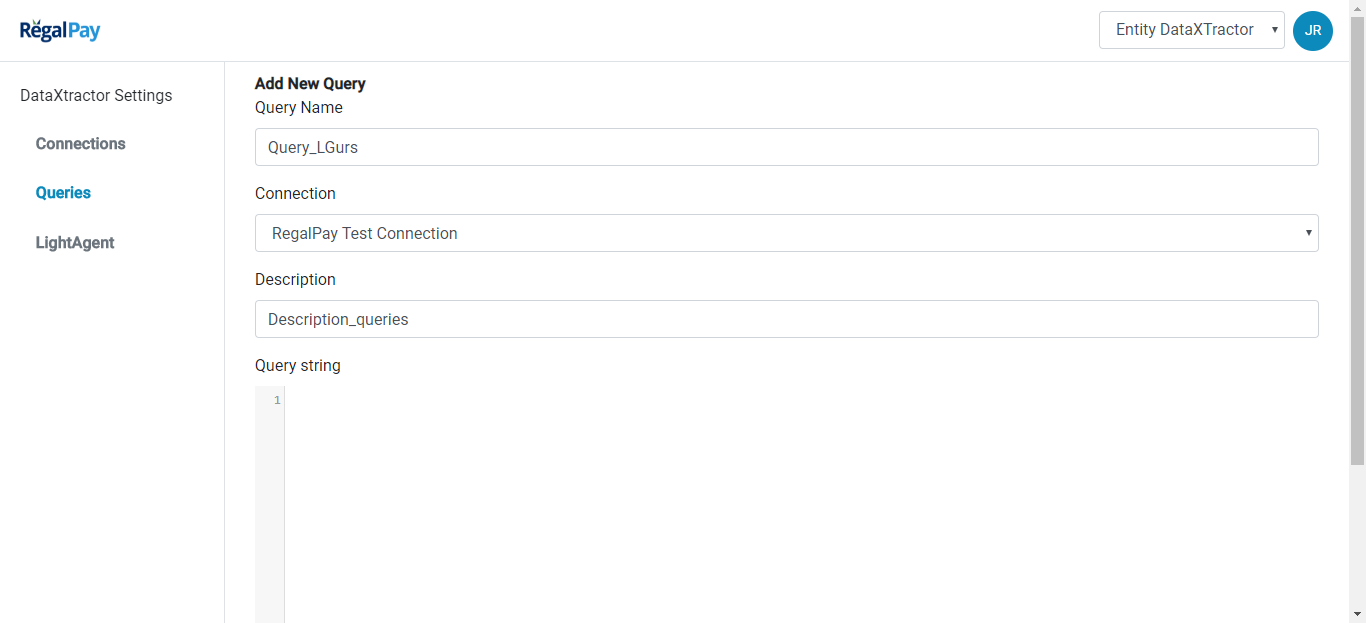 RegalPay
Entity DataXTractor
JR
DataXtractor Settings
Connections
Queries
LightAgent
Add New Query
Query Name
Query_LGurs
Connection
RegalPay Test Connection
Description
Description_queries
Query string
1